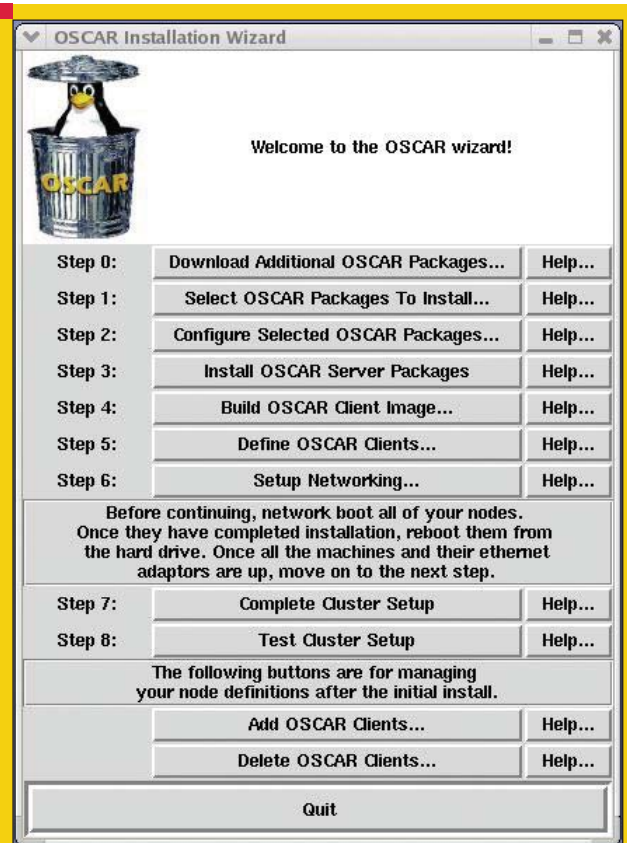 OSCAR Installation Wizard
OSCAR
Welcome to the OSCAR wizard!
Step 0: Download Additional OSCAR Packages... Help...
Step 1: Select OSCAR Packages To Install... Help...
Step 2: Configure Selected OSCAR Packages... Help...
Step 3: Install OSCAR Server Packages Help...
Step 4: Build OSCAR Client Image... Help...
Step 5: Define OSCAR Clients... Help...
Step 6: Setup Networking... Help...
Before continuing, network boot all of your nodes.
Once they have completed installation, reboot them from
the hard drive. Once all the machines and their ethernet
adaptors are up, move on to the next step.
Step 7: Complete Cluster Setup Help...
Step 8: Test Cluster Setup Help...
The following buttons are for managing
your node definitions after the initial install.
Add OSCAR Clients... Help...
Delete OSCAR Clients... Help...
Quit